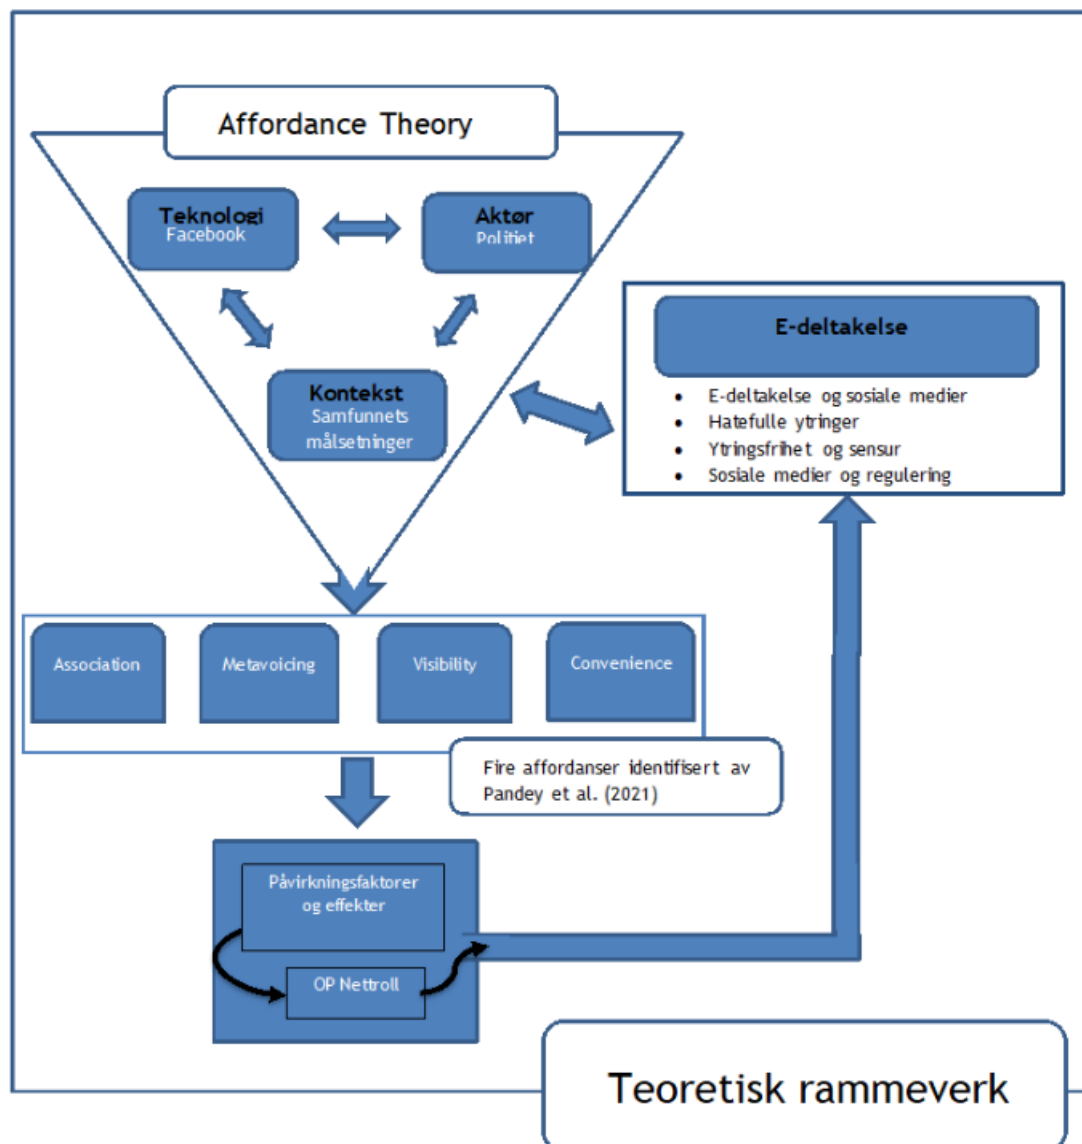 Affordance Theory
Teknologi
Facebook
Aktør
Politiet
Kontekst
Samfunnets
målsetninger
E-deltakelse
• E-deltakelse og sosiale medier
• Hatefulle ytringer
• Ytringsfrihet og sensur
• Sosiale medier og regulering
Association
Metavoicing
Visibility
Convenience
Fire affordanser identifisert av
Pandey et al. (2021)
Påvirkningsfaktorer
og effekter
OP Nettroll
Teoretisk rammeverk